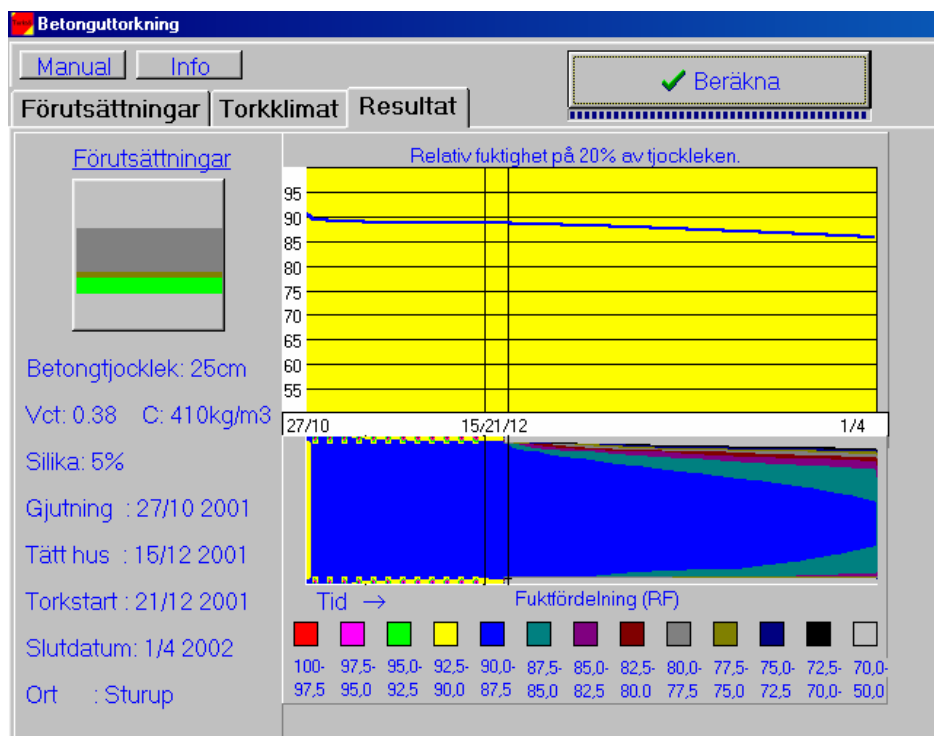 Betonguttorkning
Manual Info
Beräkna
Förutsättningar Torkklimat Resultat
Förutsättningar
Betongtjocklek: 25cm
Vct: 0.38 C: 410kg/m3
Silika: 5%
Gjutning : 27/10 2001
Tätt hus : 15/12 2001
Torkstart : 21/12 2001
Slutdatum: 1/4 2002
Ort : Sturup
Relativ fuktighet på 20% av tjockleken.
95
90
85
80
75
70
65
60
55
27/10 15/21/12 1/4
Tid → Fuktfördelning (RF)
100- 97,5- 95,0- 92,5- 90,0- 87,5- 85,0- 82,5- 80,0- 77,5- 75,0- 72,5- 70,0-
97,5 95,0 92,5 90,0 87,5 85,0 82,5 80.0 77,5 75,0 72,5 70,0- 50,0